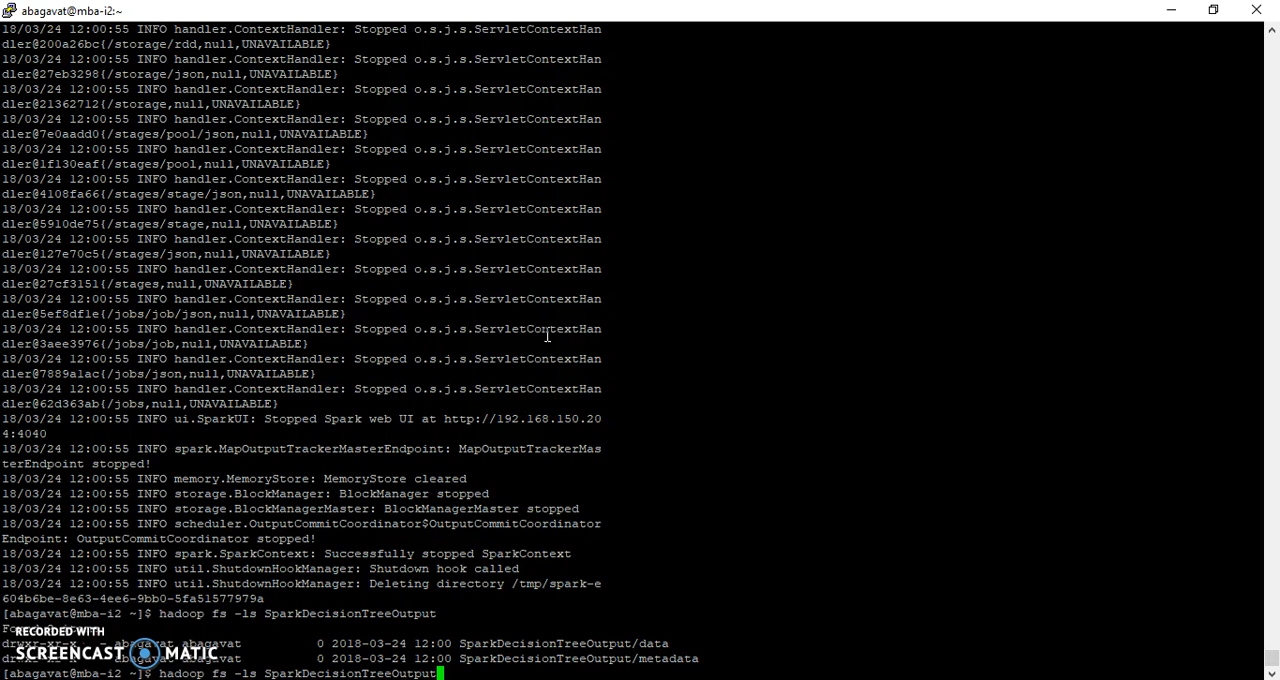 abagavat@mba-i2:~
18/03/24 12:00:55 INFO handler.ContextHandler: Stopped o.s.j.s.ServletContextHan
dler@200a26bc{/storage/rdd,null,UNAVAILABLE}
18/03/24 12:00:55 INFO handler.ContextHandler: Stopped o.s.j.s.ServletContextHan
dler@27eb3298{/storage/json,null,UNAVAILABLE}
18/03/24 12:00:55 INFO handler.ContextHandler: Stopped o.s.j.s.ServletContextHan
dler@21362712{/storage,null,UNAVAILABLE}
18/03/24 12:00:55 INFO handler.ContextHandler: Stopped o.s.j.s.ServletContextHan
dler@7e0aadd0{/stages/pool/json,null,UNAVAILABLE}
18/03/24 12:00:55 INFO handler.ContextHandler: Stopped o.s.j.s.ServletContextHan
dler@1f130eaf{/stages/pool,null,UNAVAILABLE}
18/03/24 12:00:55 INFO handler.ContextHandler: Stopped o.s.j.s.ServletContextHan
dler@4108fa66{/stages/stage/json,null,UNAVAILABLE}
18/03/24 12:00:55 INFO handler.ContextHandler: Stopped o.s.j.s.ServletContextHan
dler@5910de75{/stages/stage,null,UNAVAILABLE}
18/03/24 12:00:55 INFO handler.ContextHandler: Stopped o.s.j.s.ServletContextHan
dler@127e70c5{/stages/json,null,UNAVAILABLE}
18/03/24 12:00:55 INFO handler.ContextHandler: Stopped o.s.j.s.ServletContextHan
dler@27cf3151{/stages,null,UNAVAILABLE}
18/03/24 12:00:55 INFO handler.ContextHandler: Stopped o.s.j.s.ServletContextHan
dler@5ef8df1e{/jobs/job/json,null,UNAVAILABLE}
18/03/24 12:00:55 INFO handler.ContextHandler: Stopped o.s.j.s.ServletContextHan
dler@3aee3976{/jobs/job,null,UNAVAILABLE}
18/03/24 12:00:55 INFO handler.ContextHandler: Stopped o.s.j.s.ServletContextHan
dler@7889a1ac{/jobs/json,null,UNAVAILABLE}
18/03/24 12:00:55 INFO handler.ContextHandler: Stopped o.s.j.s.ServletContextHan
dler@62d363ab{/jobs,null,UNAVAILABLE}
18/03/24 12:00:55 INFO ui.SparkUI: Stopped Spark web UI at http://192.168.150.20
4:4040
18/03/24 12:00:55 INFO spark.MapOutputTrackerMasterEndpoint: MapOutputTrackerMas
terEndpoint stopped!
18/03/24 12:00:55 INFO memory.MemoryStore: MemoryStore cleared
18/03/24 12:00:55 INFO storage.BlockManager: BlockManager stopped
18/03/24 12:00:55 INFO storage.BlockManagerMaster: BlockManagerMaster stopped
18/03/24 12:00:55 INFO scheduler.OutputCommitCoordinator$OutputCommitCoordinator
Endpoint: OutputCommitCoordinator stopped!
18/03/24 12:00:55 INFO spark.SparkContext: Successfully stopped SparkContext
18/03/24 12:00:55 INFO util.ShutdownHookManager: Shutdown hook called
18/03/24 12:00:55 INFO util.ShutdownHookManager: Deleting directory /tmp/spark-e
604b6be-8e63-4ee6-9bb0-5fa51577979a
[abagavat@mba-i2 ~]$ hadoop fs -ls SparkDecisionTreeOutput
RECORDED WITH
drwxr-xr-x - abagavat abagavat 0 2018-03-24 12:00 SparkDecisionTreeOutput/data
SCREENCAST MATIC
drwxr-xr-x - abagavat abagavat 0 2018-03-24 12:00 SparkDecisionTreeOutput/metadata
[abagavat@mba-i2 ~]$ hadoop fs -ls SparkDecisionTreeOutput